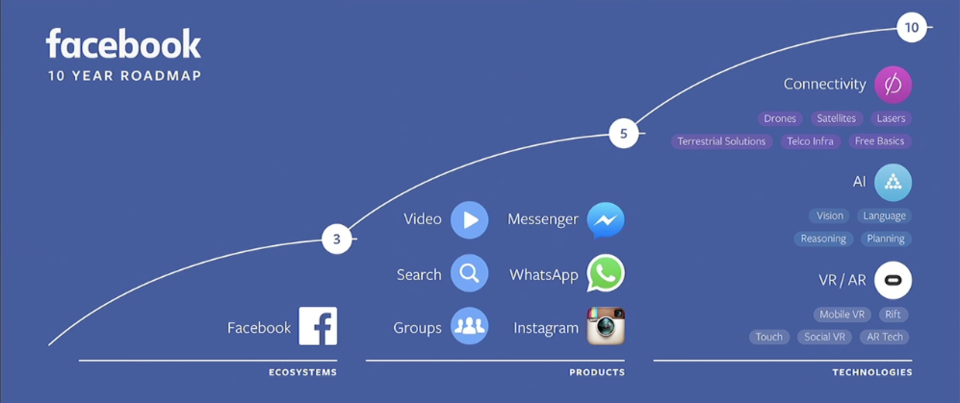 facebook
10 YEAR ROADMAP
10
Connectivity
Drones Satellites Lasers
Terrestrial Solutions Telco Infra Free Basics
5
AI
Vision Language
Reasoning Planning
VR / AR
Mobile VR Rift
Touch Social VR AR Tech
Video Messenger
3
Search WhatsApp
Groups Instagram
Facebook
ECOSYSTEMS
PRODUCTS
TECHNOLOGIES